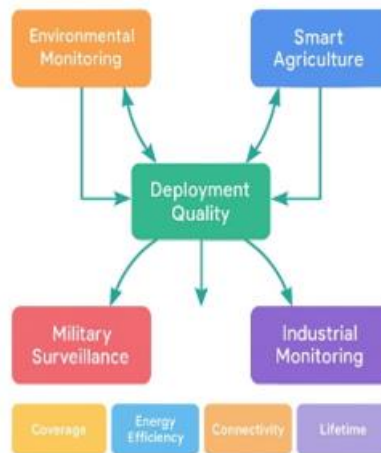 Environmental
Monitoring
Smart
Agriculture
Deployment
Quality
Military
Surveillance
Industrial
Monitoring
Coverage
Energy
Efficiency
Connectivity
Lifetime